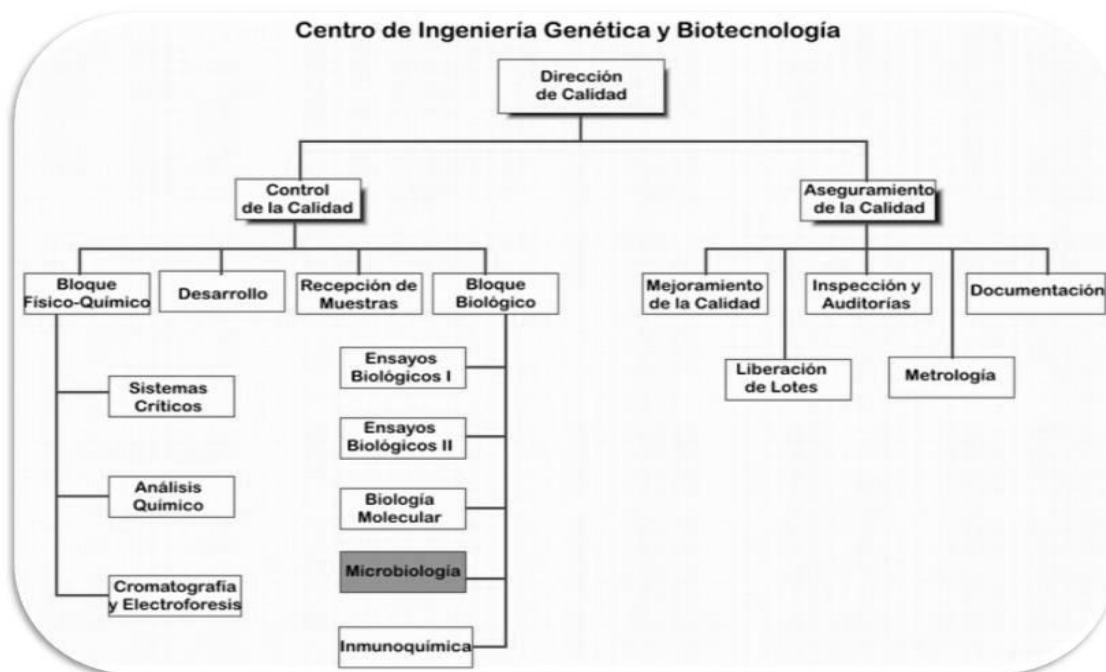 Centro de Ingeniería Genética y Biotecnología
Dirección
de Calidad
Control
de la Calidad
Aseguramiento
de la Calidad
Bloque
Físico-Químico
Desarrollo
Recepción de
Muestras
Bloque
Biológico
Mejoramiento
de la Calidad
Inspección y
Auditorías
Documentación
Ensayos
Biológicos I
Liberación
de Lotes
Metrología
Sistemas
Críticos
Ensayos
Biológicos II
Análisis
Químico
Biología
Molecular
Microbiología
Cromatografía
y Electroforesis
Inmunoquímica